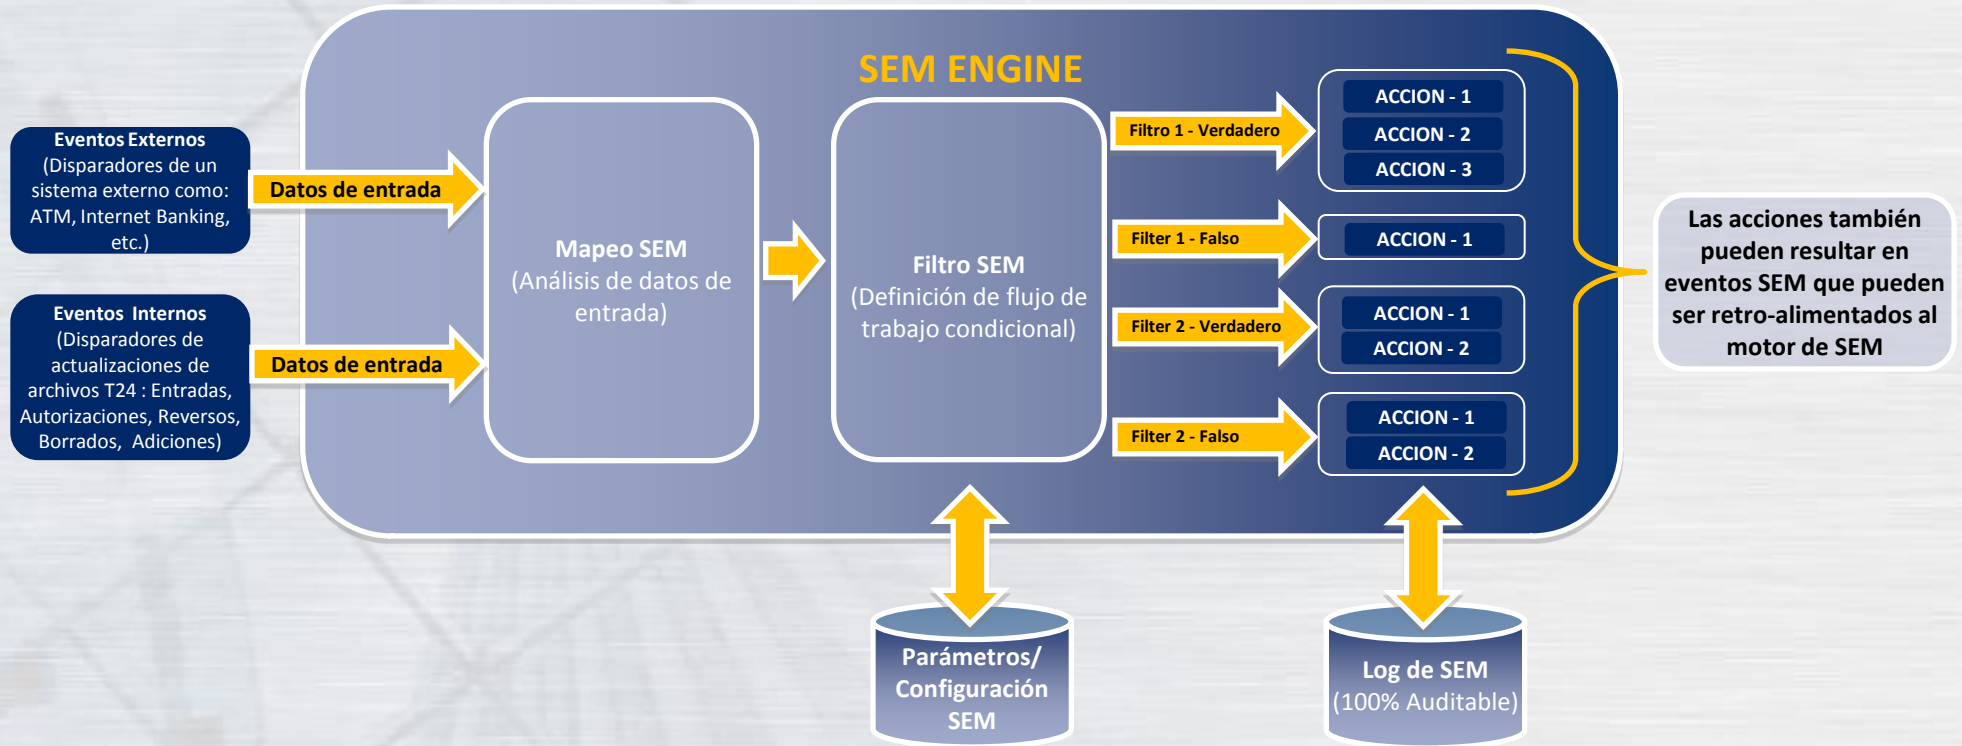 SEM ENGINE
Eventos Externos
(Disparadores de un
sistema externo como:
ATM, Internet Banking,
etc.)
Datos de entrada
Eventos Internos
(Disparadores de
actualizaciones de
archivos T24 : Entradas,
Autorizaciones, Reversos,
Borrados, Adiciones)
Datos de entrada
Mapeo SEM
(Análisis de datos de
entrada)
Filtro SEM
(Definición de flujo de
trabajo condicional)
Filtro 1 - Verdadero
ACCION - 1
ACCION - 2
ACCION - 3
Filter 1 - Falso
ACCION - 1
Filter 2 - Verdadero
ACCION - 1
ACCION - 2
Filter 2 - Falso
ACCION - 1
ACCION - 2
Las acciones también
pueden resultar en
eventos SEM que pueden
ser retro-alimentados al
motor de SEM
Parámetros/
Configuración
SEM
Log de SEM
(100% Auditable)